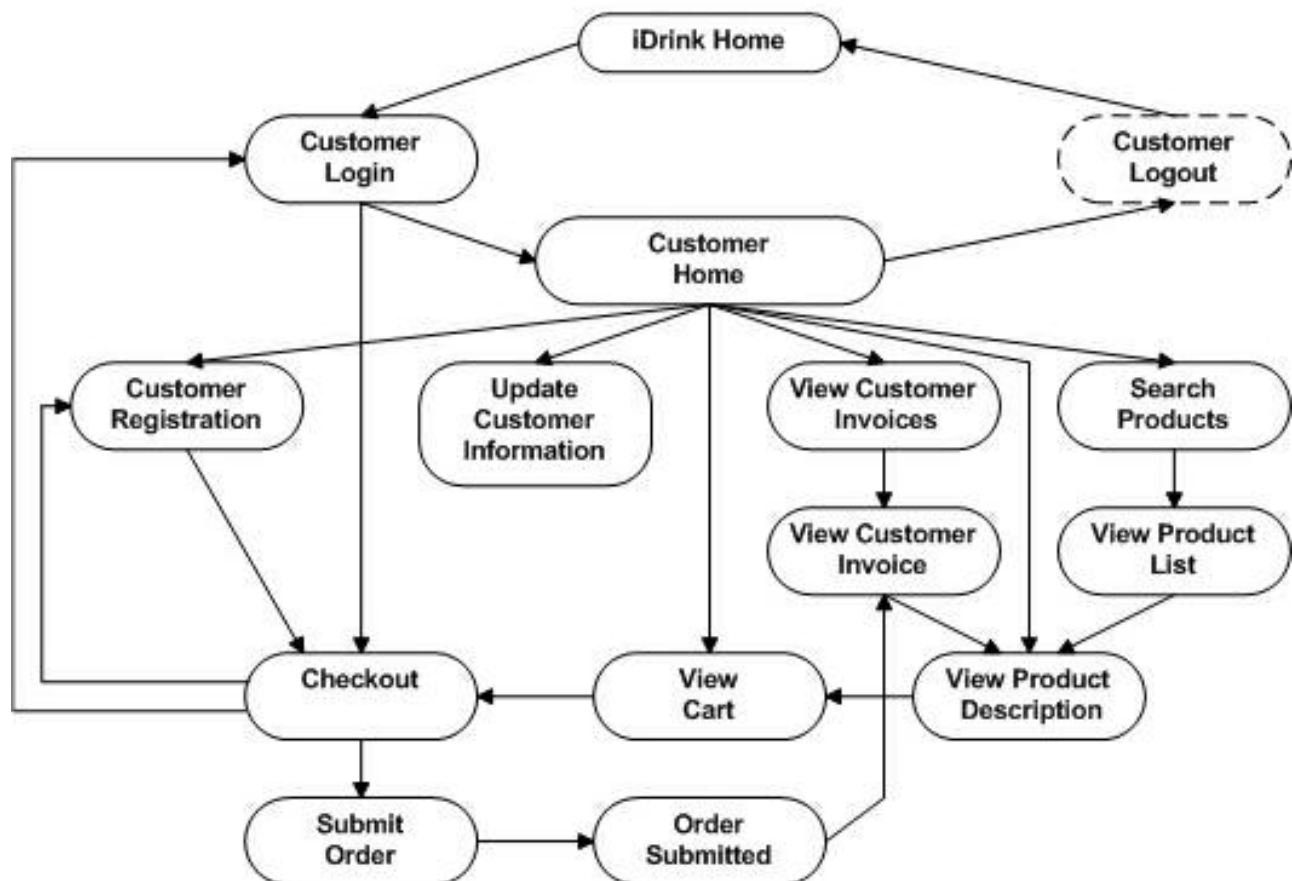 iDrink Home
Customer
Login
Customer
Logout
Customer
Home
Customer
Registration
Update
Customer
Information
View Customer
Invoices
Search
Products
View Customer
Invoice
View Product
List
Checkout
View
Cart
View Product
Description
Submit
Order
Order
Submitted